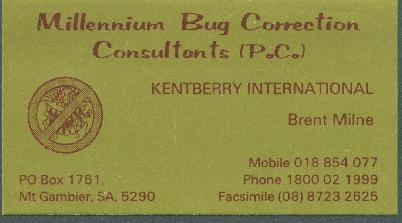 Millennium Bug Correction
Consultants (P.C.)
KENTBERRY INTERNATIONAL
Brent Milne
Mobile 018 854 077
PO Box 1761,
Phone 1800 02 1999
Mt Gambier, SA, 5290
Facsimile (08) 8723 2625